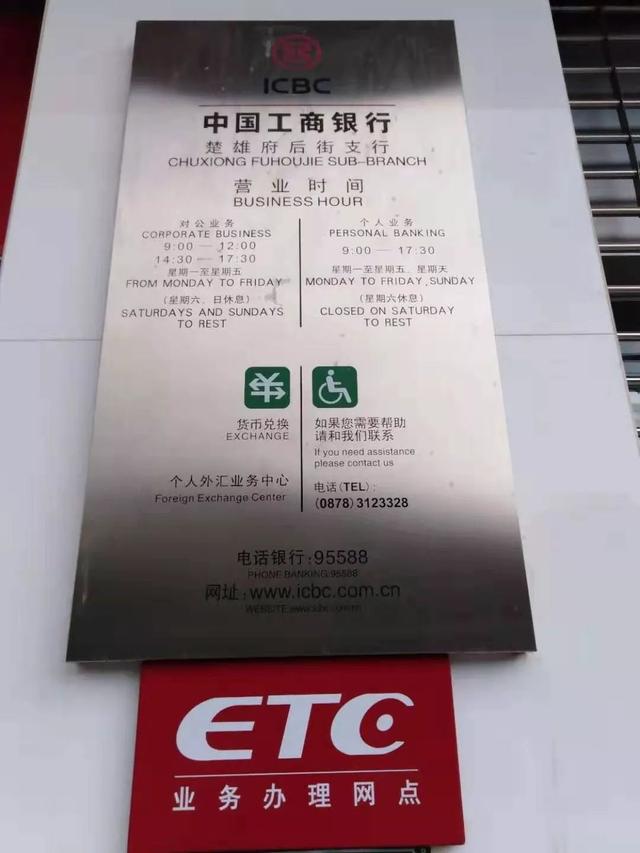 ICBC
中国工商银行
楚雄府后街支行
CHUXIONG FUHOUJIE SUB-BRANCH
营业时间
BUSINESS HOUR
对公业务
CORPORATE BUSINESS
9:00 — 12:00
14:30 — 17:30
星期一至星期五
FROM MONDAY TO FRIDAY
(星期六、日休息)
SATURDAYS AND SUNDAYS
TO REST
个人业务
PERSONAL BANKING
9:00 — 17:30
星期一至星期五、星期天
MONDAY TO FRIDAY,SUNDAY
(星期六休息)
CLOSED ON SATURDAY
TO REST
货币兑换
EXCHANGE
个人外汇业务中心
Foreign Exchange Center
如果您需要帮助
请和我们联系
If you need assistance
please contact us
电话(TEL):
(0878)3123328
电话银行:95588
PHONE BANKING:95588
网址:www.icbc.com.cn
WEBSITE:www.icbc.com.cn
ETC
业务办理网点